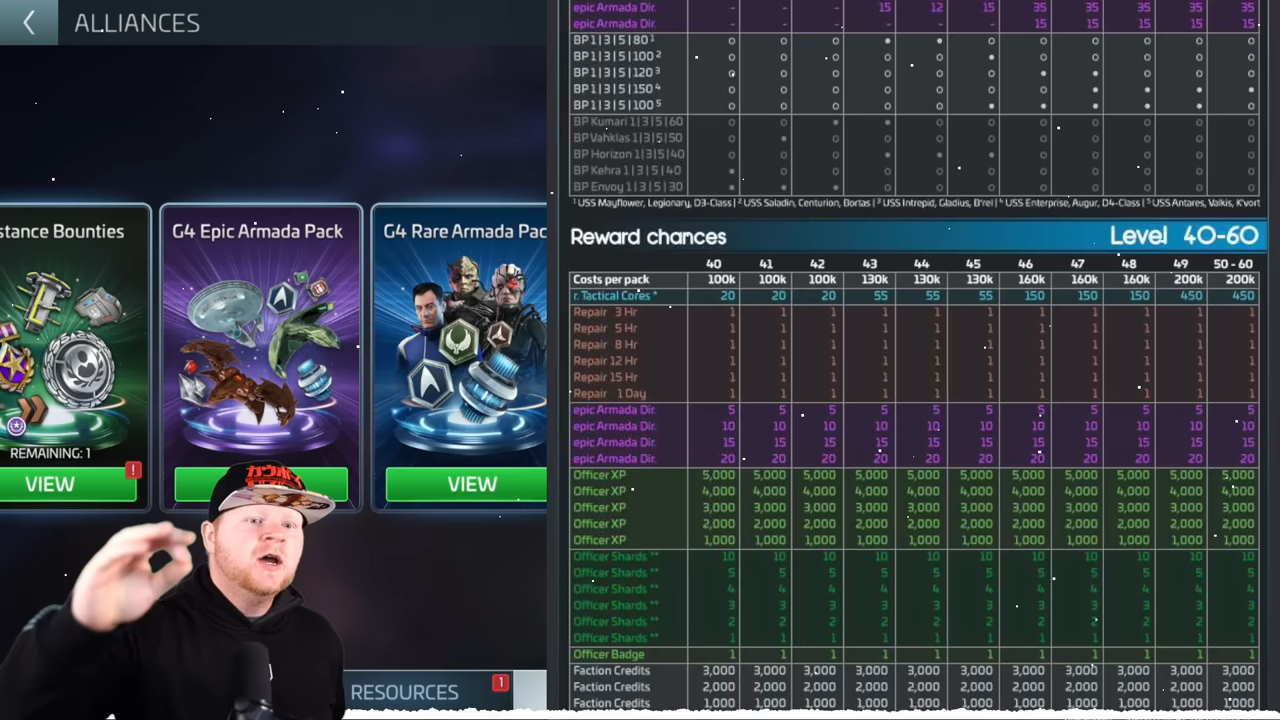 ALLIANCES
stance Bounties
REMAINING: 1
VIEW
!
G4 Epic Armada Pack
G4 Rare Armada Pac
VIEW
RESOURCES
1
epic Armada Dir. - - - 15 12 15 35 35 35 35 35
epic Armada Dir. - - - - - - 15 15 15 15 15
BP 1|3|5|80 ¹ o o o • • o o o o o o
BP 1|3|5|100 ² o o o o o • o o o o o
BP 1|3|5|120 ³ o o o o o o • • o o o
BP 1|3|5|150 ⁴ o o o o o o o • • • •
BP 1|3|5|100 ⁵ o o o o o • • • • • o
BP Kumari 1|3|5|60 o o • • o o o o o o o
BP Vahklas 1|3|5|50 o • o o o o o o o o o
BP Horizon 1|3|5|40 o o o • • • o o o o o
BP Kehra 1|3|5|40 • o o o o o o o o o o
BP Envoy 1|3|5|30 • • • o o o o o o o o
¹ USS Mayflower, Legionary, D3-Class | ² USS Saladin, Centurion, Bortas | ³ USS Intrepid, Gladius, B'rel | ⁴ USS Enterprise, Augur, D4-Class | ⁵ USS Antares, Valkis, K'vort
Reward chances Level 40-60
40 41 42 43 44 45 46 47 48 49 50 - 60
Costs per pack 100k 100k 100k 130k 130k 130k 160k 160k 160k 200k 200k
r. Tactical Cores * 20 20 20 55 55 55 150 150 150 450 450
Repair 3 Hr 1 1 1 1 1 1 1 1 1 1 1
Repair 5 Hr 1 1 1 1 1 1 1 1 1 1 1
Repair 8 Hr 1 1 1 1 1 1 1 1 1 1 1
Repair 12 Hr 1 1 1 1 1 1 1 1 1 1 1
Repair 15 Hr 1 1 1 1 1 1 1 1 1 1 1
Repair 1 Day 1 1 1 1 1 1 1 1 1 1 1
epic Armada Dir. 5 5 5 5 5 5 5 5 5 5 5
epic Armada Dir. 10 10 10 10 10 10 10 10 10 10 10
epic Armada Dir. 15 15 15 15 15 15 15 15 15 15 15
epic Armada Dir. 20 20 20 20 20 20 20 20 20 20 20
Officer XP 5,000 5,000 5,000 5,000 5,000 5,000 5,000 5,000 5,000 5,000 5,000
Officer XP 4,000 4,000 4,000 4,000 4,000 4,000 4,000 4,000 4,000 4,000 4,000
Officer XP 3,000 3,000 3,000 3,000 3,000 3,000 3,000 3,000 3,000 3,000 3,000
Officer XP 2,000 2,000 2,000 2,000 2,000 2,000 2,000 2,000 2,000 2,000 2,000
Officer XP 1,000 1,000 1,000 1,000 1,000 1,000 1,000 1,000 1,000 1,000 1,000
Officer Shards ** 10 10 10 10 10 10 10 10 10 10 10
Officer Shards ** 5 5 5 5 5 5 5 5 5 5 5
Officer Shards ** 4 4 4 4 4 4 4 4 4 4 4
Officer Shards ** 3 3 3 3 3 3 3 3 3 3 3
Officer Shards ** 2 2 2 2 2 2 2 2 2 2 2
Officer Shards ** 1 1 1 1 1 1 1 1 1 1 1
Officer Badge 1 1 1 1 1 1 1 1 1 1 1
Faction Credits 3,000 3,000 3,000 3,000 3,000 3,000 3,000 3,000 3,000 3,000 3,000
Faction Credits 2,000 2,000 2,000 2,000 2,000 2,000 2,000 2,000 2,000 2,000 2,000
Faction Credits 1,000 1,000 1,000 1,000 1,000 1,000 1,000 1,000 1,000 1,000 1,000